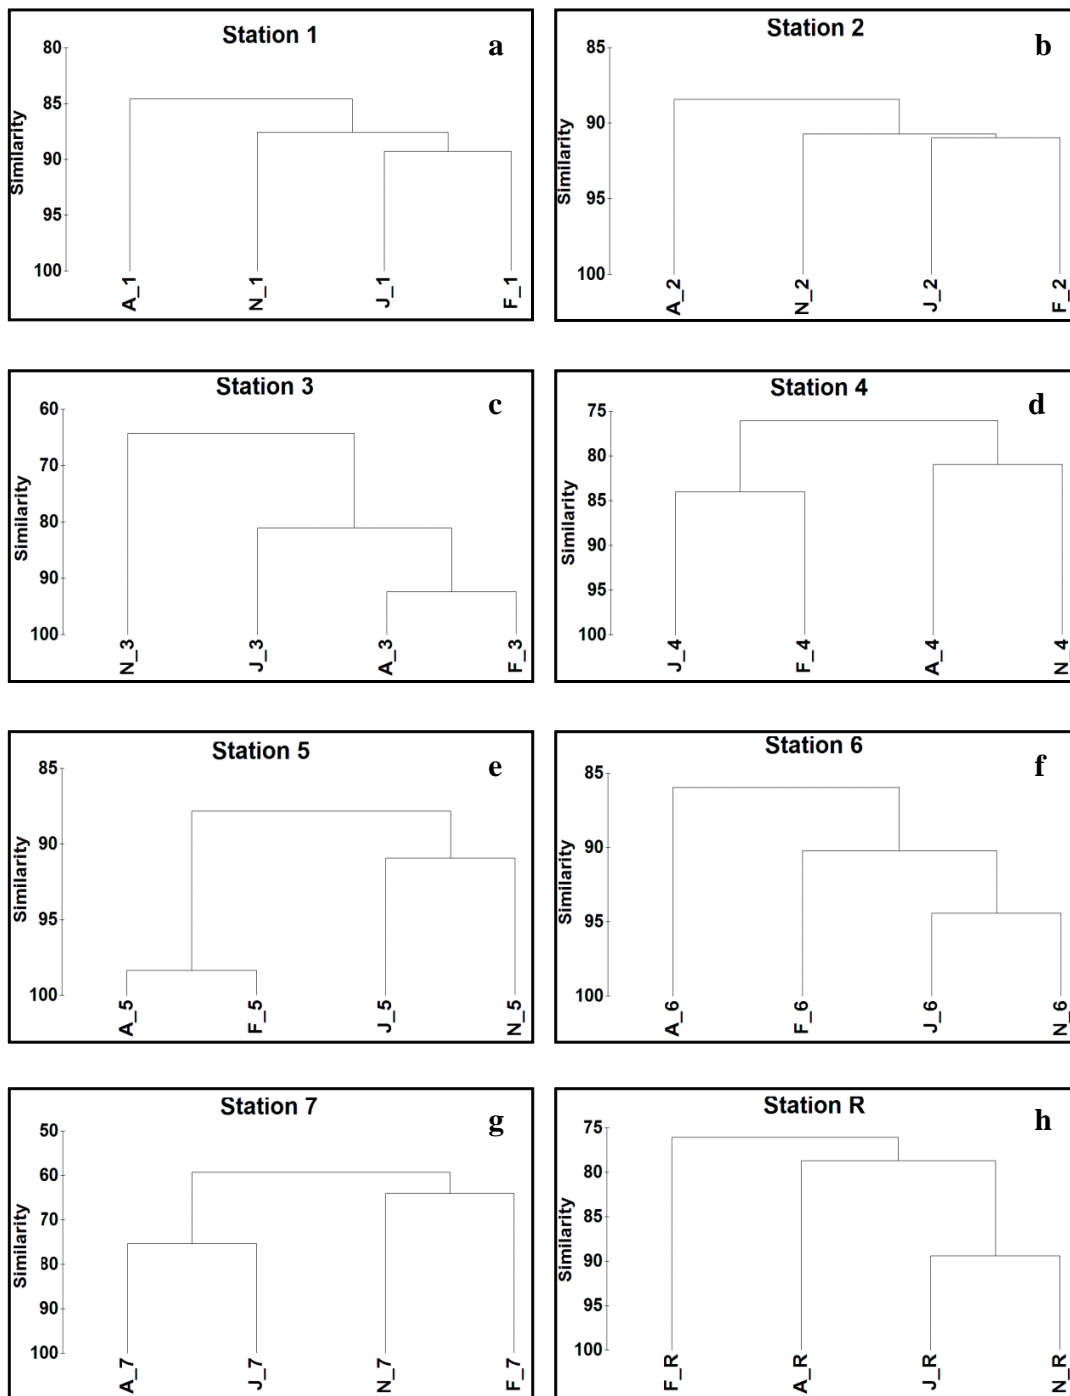 Station 1
a
80
85
90
95
100
Similarity
A_1
N_1
J_1
F_1
Station 2
b
85
90
95
100
Similarity
A_2
N_2
J_2
F_2
Station 3
c
60
70
80
90
100
Similarity
N_3
J_3
A_3
F_3
Station 4
d
75
80
85
90
95
100
Similarity
J_4
F_4
A_4
N_4
Station 5
e
85
90
95
100
Similarity
A_5
F_5
J_5
N_5
Station 6
f
85
90
95
100
Similarity
A_6
F_6
J_6
N_6
Station 7
g
50
60
70
80
90
100
Similarity
A_7
J_7
N_7
F_7
Station R
h
75
80
85
90
95
100
Similarity
F_R
A_R
J_R
N_R